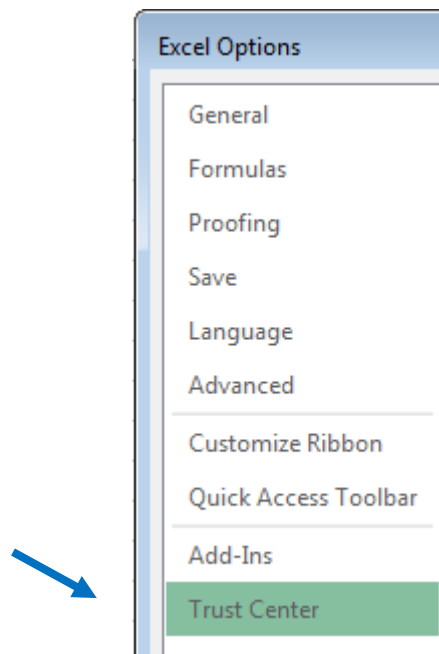 Excel Options
General
Formulas
Proofing
Save
Language
Advanced
Customize Ribbon
Quick Access Toolbar
Add-Ins
Trust Center